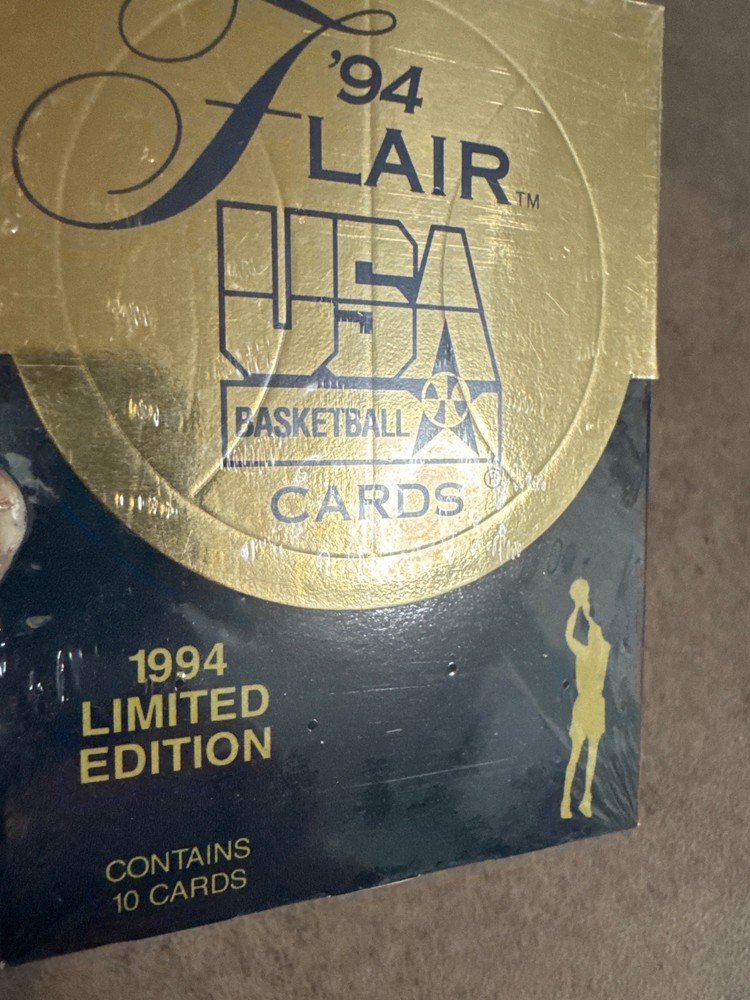 '94
FLAIR™
USA
BASKETBALL
CARDS®
1994
LIMITED
EDITION
CONTAINS
10 CARDS